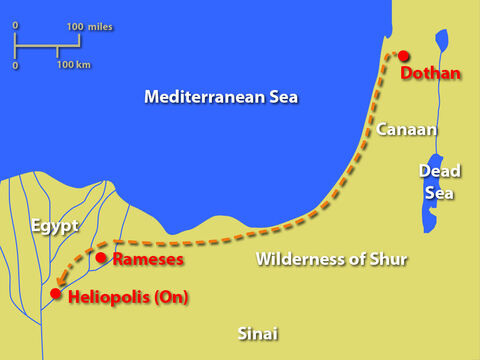 0
100 miles
0
100 km
Dothan
Mediterranean Sea
Canaan
Dead
Sea
Egypt
Rameses
Wilderness of Shur
Heliopolis (On)
Sinai